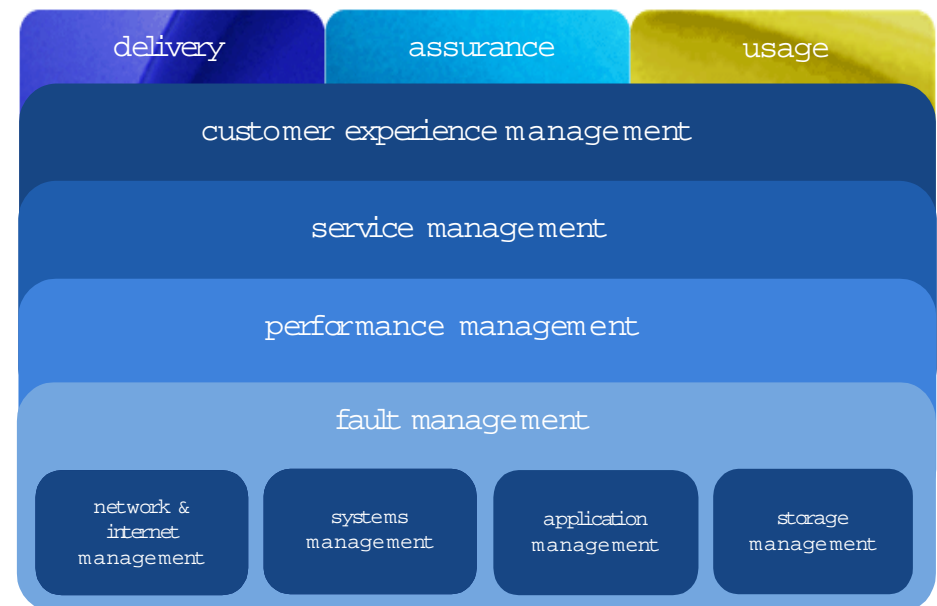 delivery
assurance
usage
customer experience management
service management
performance management
fault management
network &
internet
management
systems
management
application
management
storage
management